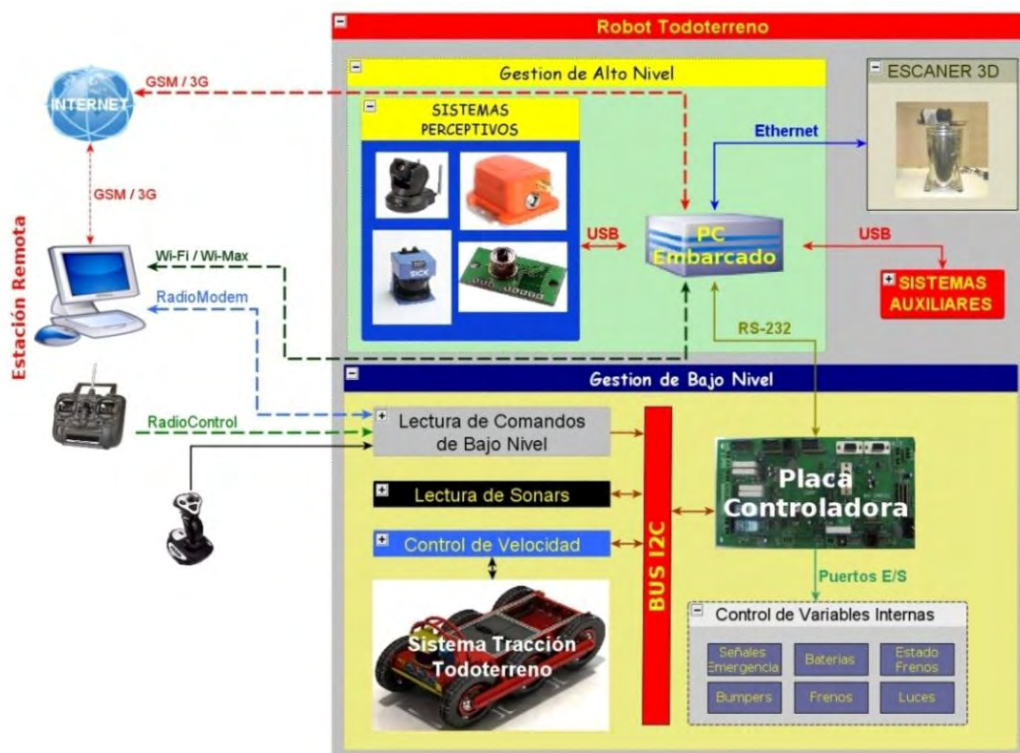 Robot Todoterreno
Gestion de Alto Nivel
ESCANER 3D
GSM / 3G
INTERNET
SISTEMAS
PERCEPTIVOS
Ethernet
GSM / 3G
SICK
USB
PC
Embarcado
USB
Estación Remota
Wi-Fi / Wi-Max
RadioModem
SISTEMAS
AUXILIARES
RS-232
Gestion de Bajo Nivel
RadioControl
Lectura de Comandos
de Bajo Nivel
Lectura de Sonars
Control de Velocidad
BUS I2C
Placa
Controladora
Puertos E/S
Sistema Tracción
Todoterreno
Control de Variables Internas
Señales
Emergencia
Baterias
Estado
Frenos
Bumpers
Frenos
Luces